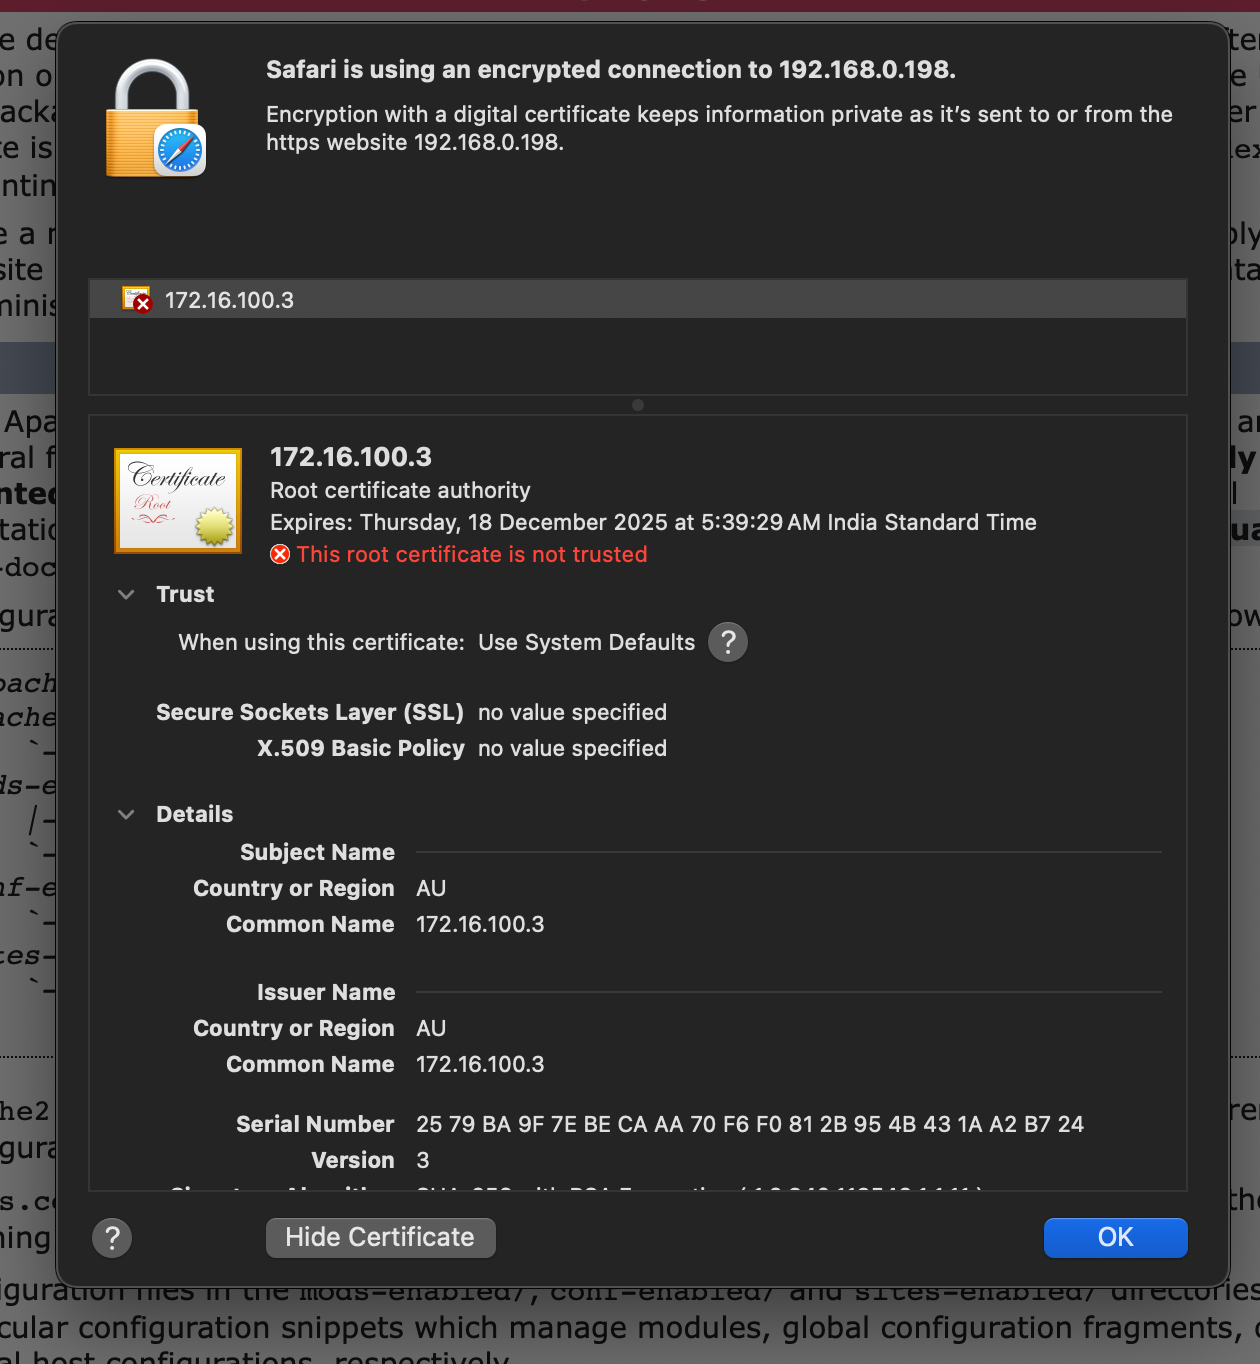 Safari is using an encrypted connection to 192.168.0.198.
Encryption with a digital certificate keeps information private as it's sent to or from the
https website 192.168.0.198.
172.16.100.3
Certificate
Root
172.16.100.3
Root certificate authority
Expires: Thursday, 18 December 2025 at 5:39:29 AM India Standard Time
This root certificate is not trusted
Trust
When using this certificate: Use System Defaults ?
Secure Sockets Layer (SSL) no value specified
X.509 Basic Policy no value specified
Details
Subject Name
Country or Region AU
Common Name 172.16.100.3
Issuer Name
Country or Region AU
Common Name 172.16.100.3
Serial Number 25 79 BA 9F 7E BE CA AA 70 F6 F0 81 2B 95 4B 43 1A A2 B7 24
Version 3
? Hide Certificate OK
iguration files in the mods-enabled/, conf-enabled/ and sites-enabled/ directories
cular configuration snippets which manage modules, global configuration fragments,
al host configurations, respectively